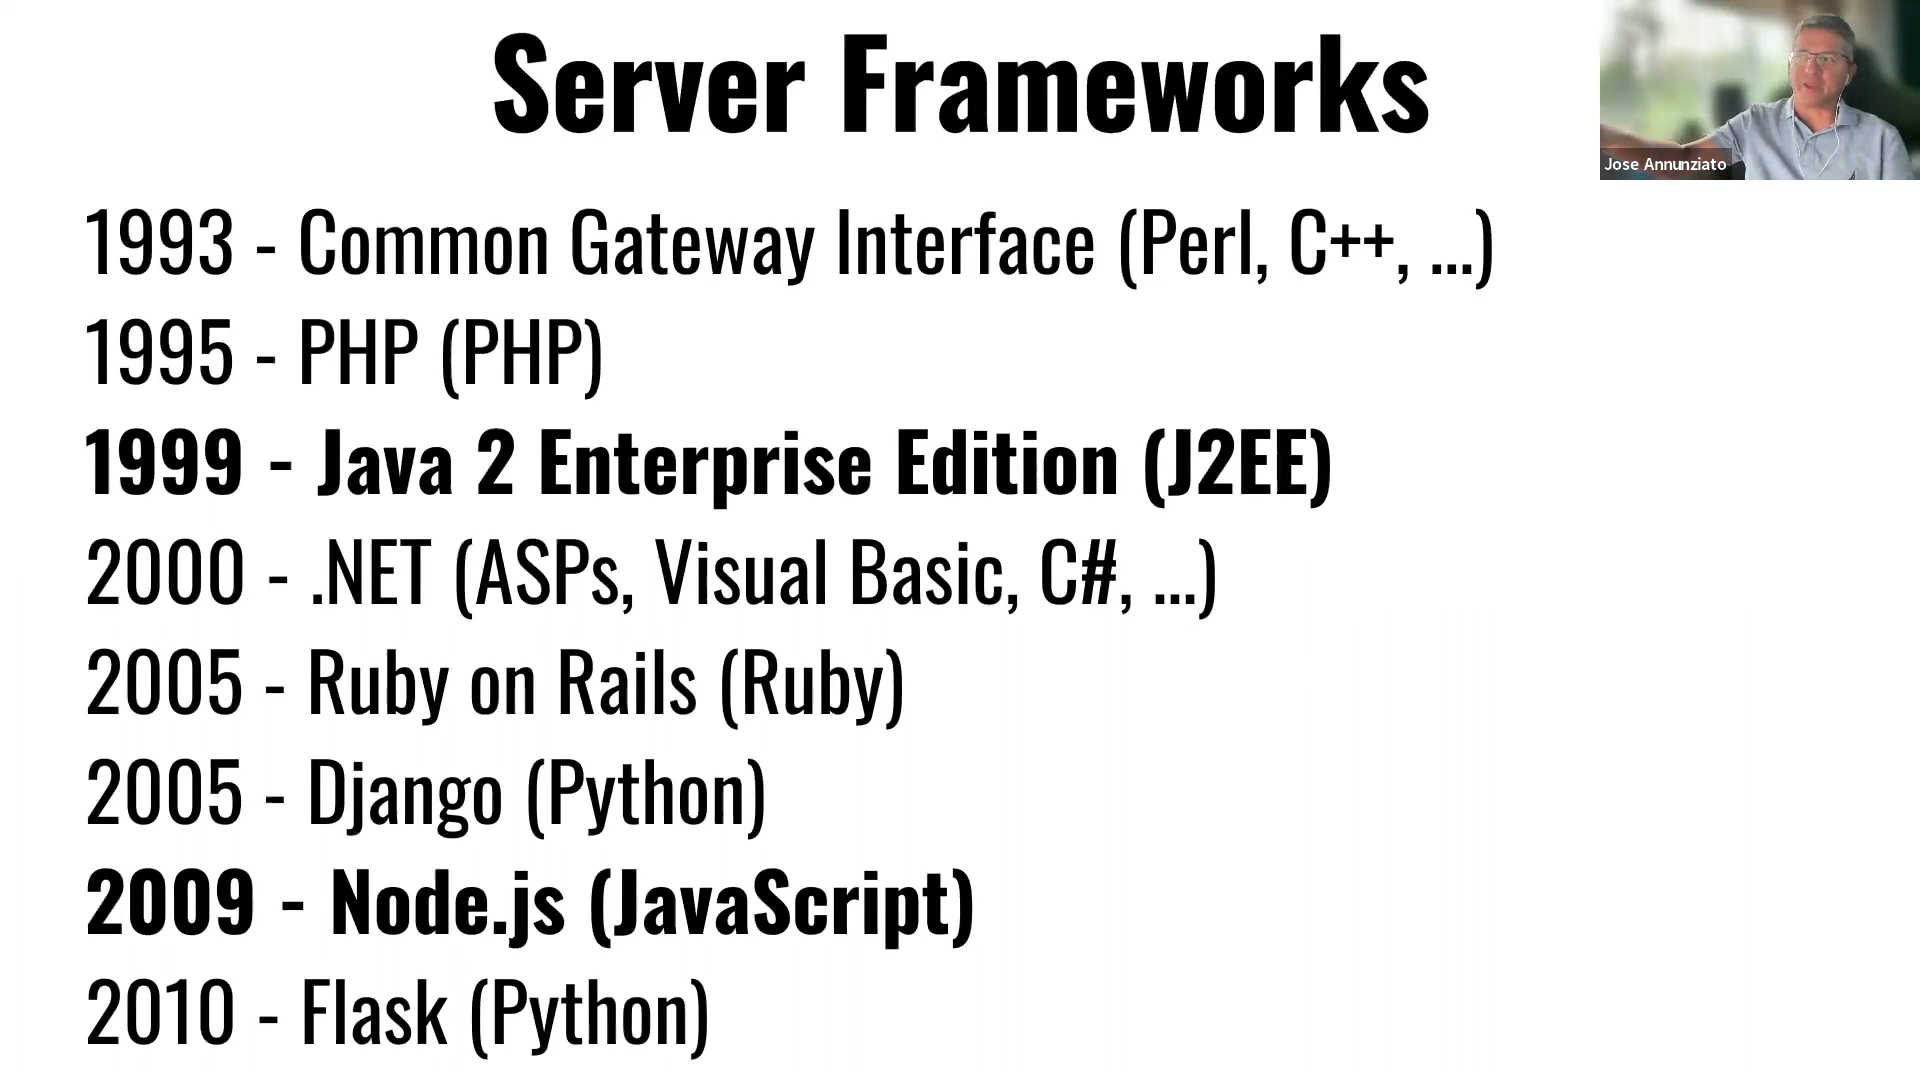 Server Frameworks
Jose Annunziato
1993 - Common Gateway Interface (Perl, C++, ...)
1995 - PHP (PHP)
1999 - Java 2 Enterprise Edition (J2EE)
2000 - .NET (ASPs, Visual Basic, C#, ...)
2005 - Ruby on Rails (Ruby)
2005 - Django (Python)
2009 - Node.js (JavaScript)
2010 - Flask (Python)